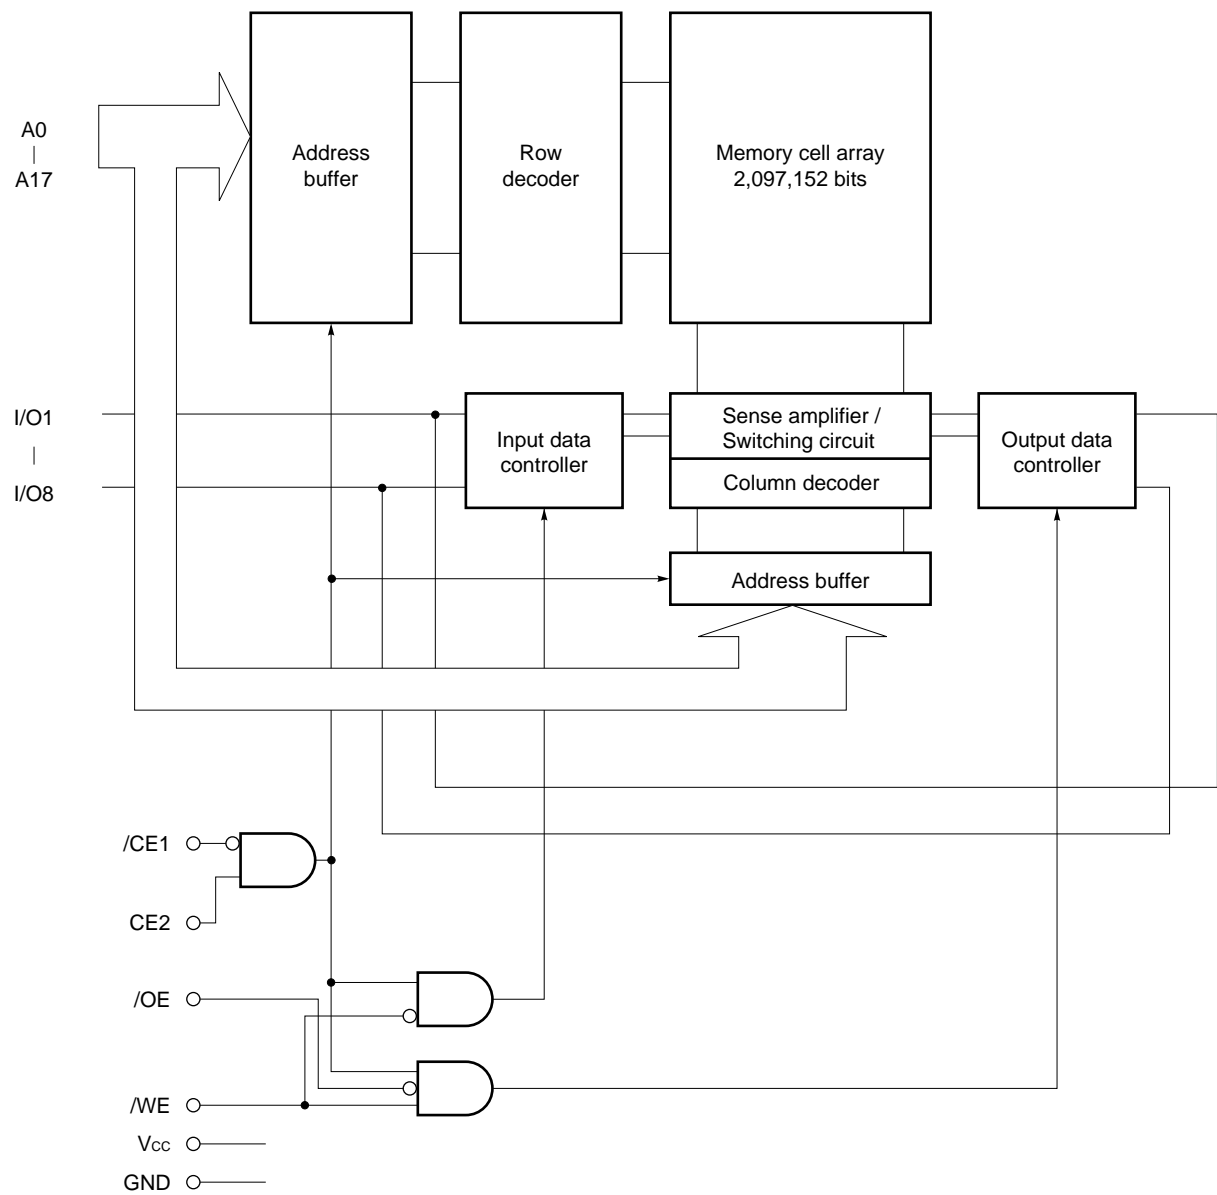 A0
|
A17
Address
buffer
Row
decoder
Memory cell array
2,097,152 bits
I/O1
|
I/O8
Input data
controller
Sense amplifier /
Switching circuit
Column decoder
Output data
controller
Address buffer
/CE1
CE2
/OE
/WE
VCC
GND